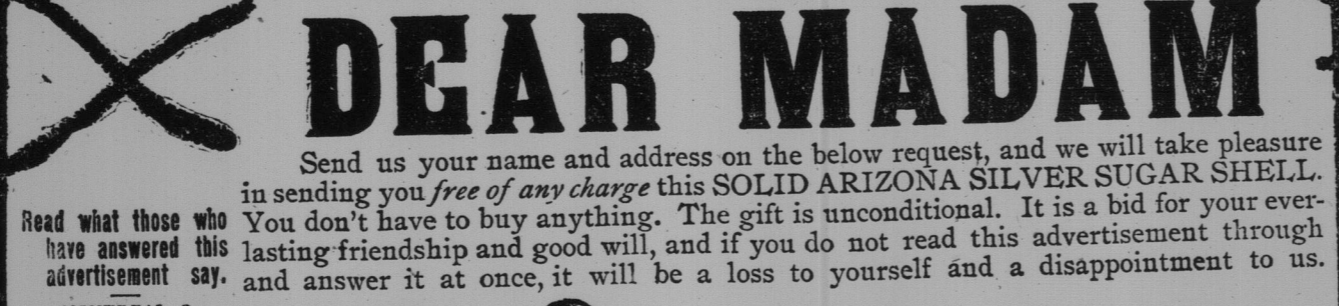 DEAR MADAM
Send us your name and address on the below request, and we will take pleasure
in sending you free of any charge this SOLID ARIZONA SILVER SUGAR SHELL.
You don't have to buy anything. The gift is unconditional. It is a bid for your ever-
lasting friendship and good will, and if you do not read this advertisement through
and answer it at once, it will be a loss to yourself and a disappointment to us.
Read what those who
have answered this
advertisement say.